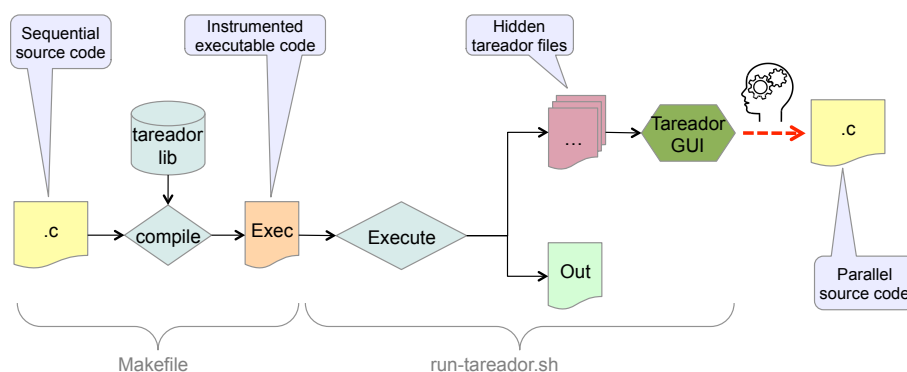 Sequential
source code
Instrumented
executable code
Hidden
tareador files
tareador
lib
...
Tareador
GUI
.c
.c
compile
Exec
Execute
Out
Parallel
source code
Makefile
run-tareador.sh